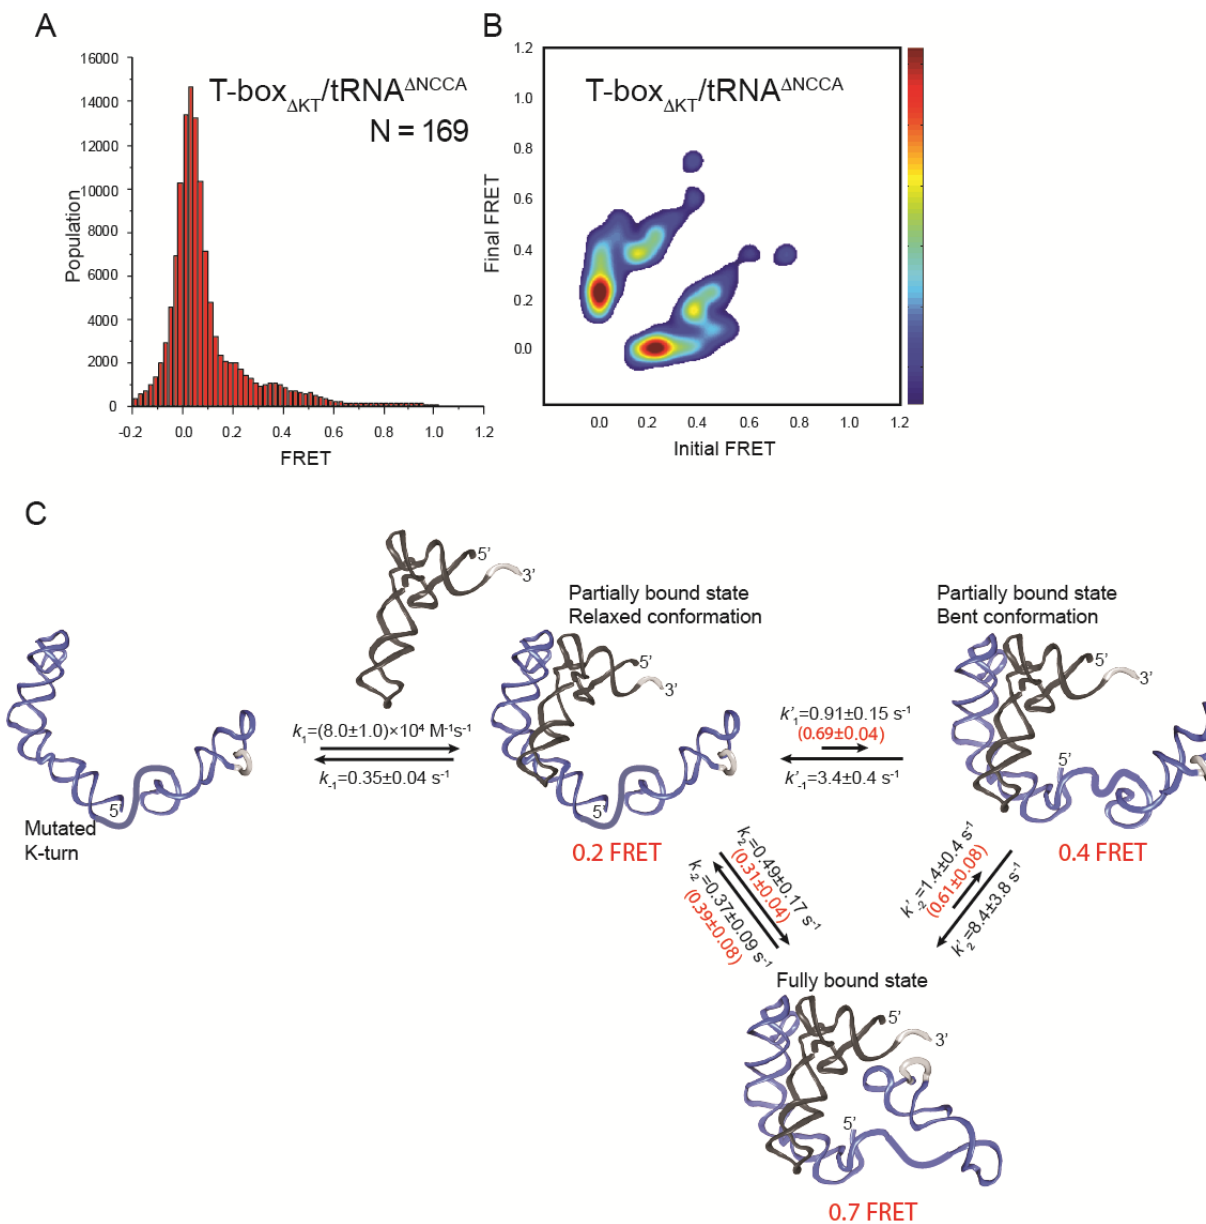 A
16000
14000
12000
10000
8000
6000
4000
2000
0
Population
-0.2 0.0 0.2 0.4 0.6 0.8 1.0 1.2
FRET
T-boxΔKT/tRNAΔNCCA
N = 169
B
1.2
1.0
0.8
0.6
0.4
0.2
0.0
Final FRET
0.0 0.2 0.4 0.6 0.8 1.0 1.2
Initial FRET
T-boxΔKT/tRNAΔNCCA
C
5'
3'
Partially bound state
Relaxed conformation
Partially bound state
Bent conformation
5'
3'
5'
3'
k1=(8.0±1.0)×10⁴ M⁻¹s⁻¹
k-1=0.35±0.04 s⁻¹
k'1=0.91±0.15 s⁻¹
(0.69±0.04)
k'-1=3.4±0.4 s⁻¹
5'
5'
5'
Mutated
K-turn
0.2 FRET
0.4 FRET
k2=0.49±0.17 s⁻¹
(0.31±0.04)
k-2=0.37±0.09 s⁻¹
(0.39±0.08)
k'-2=1.4±0.4 s⁻¹
(0.61±0.08)
k'2=8.4±3.8 s⁻¹
Fully bound state
5'
3'
5'
0.7 FRET